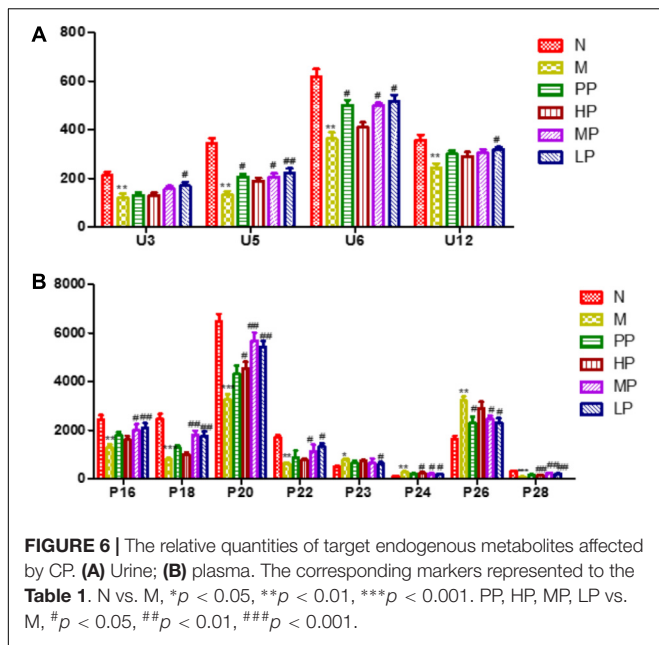 A
800
600
400
200
0
** # ** # # ## ** # # # ** #
U3 U5 U6 U12
N
M
PP
HP
MP
LP
B
8000
6000
4000
2000
0
P16 P18 P20 P22 P23 P24 P26 P28
N
M
PP
HP
MP
LP
FIGURE 6 | The relative quantities of target endogenous metabolites affected
by CP. (A) Urine; (B) plasma. The corresponding markers represented to the
Table 1. N vs. M, *p < 0.05, **p < 0.01, ***p < 0.001. PP, HP, MP, LP vs.
M, #p < 0.05, ##p < 0.01, ###p < 0.001.